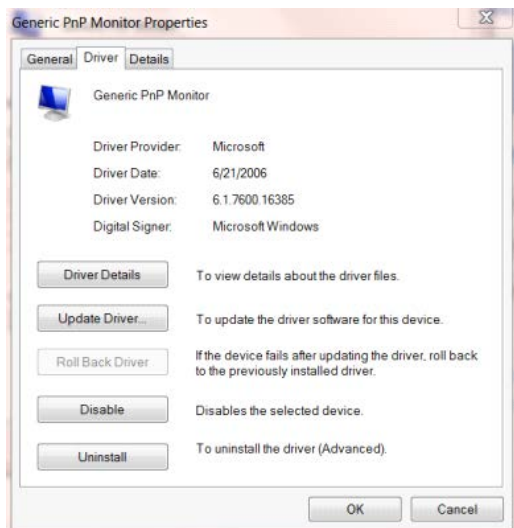 Generic PnP Monitor Properties
General Driver Details
Generic PnP Monitor
Driver Provider: Microsoft
Driver Date: 6/21/2006
Driver Version: 6.1.7600.16385
Digital Signer: Microsoft Windows
Driver Details To view details about the driver files.
Update Driver... To update the driver software for this device.
Roll Back Driver If the device fails after updating the driver, roll back
to the previously installed driver.
Disable Disables the selected device.
Uninstall To uninstall the driver (Advanced).
OK Cancel